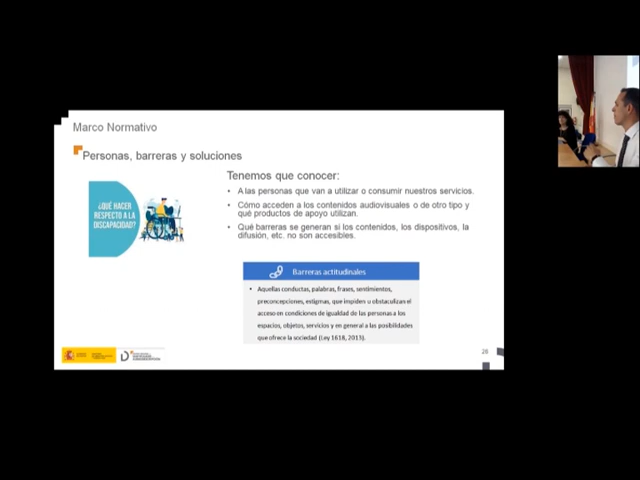 Marco Normativo
Personas, barreras y soluciones
¿QUÉ HACER
RESPECTO A LA
DISCAPACIDAD?
Tenemos que conocer:
• A las personas que van a utilizar o consumir nuestros servicios.
• Cómo acceden a los contenidos audiovisuales o de otro tipo y
qué productos de apoyo utilizan.
• Qué barreras se generan si los contenidos, los dispositivos, la
difusión, etc. no son accesibles.
Barreras actitudinales
• Aquellas conductas, palabras, frases, sentimientos,
preconcepciones, estigmas, que impiden u obstaculizan el
acceso en condiciones de igualdad de las personas a los
espacios, objetos, servicios y en general a las posibilidades
que ofrece la sociedad (Ley 1618, 2013).